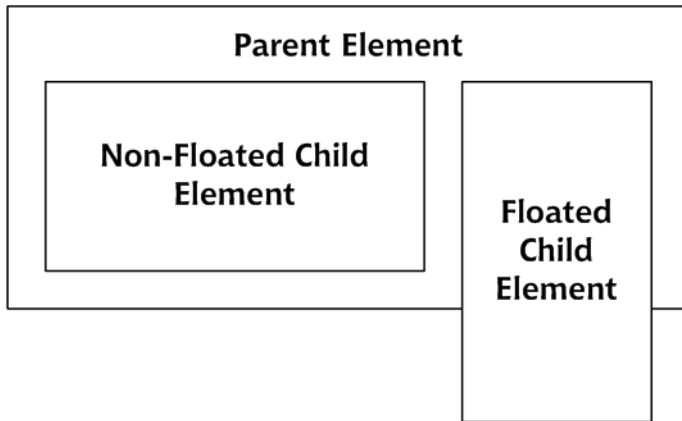 Parent Element
Non-Floated Child
Element
Floated
Child
Element